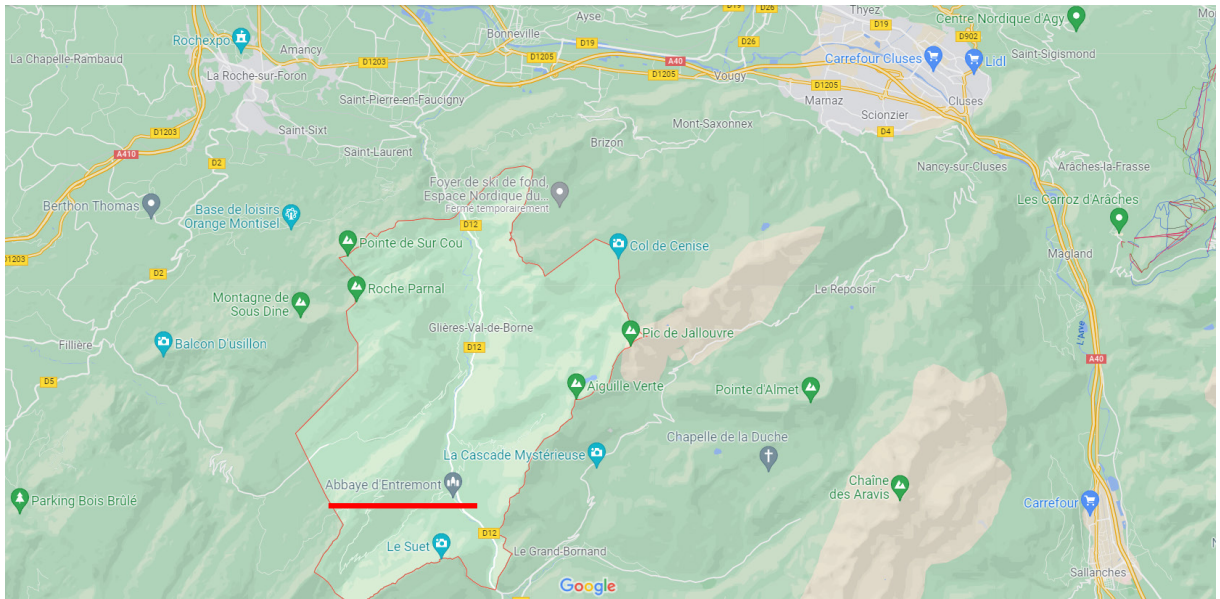 Ayse
Thyez
Centre Nordique d'Agy
D19
Rochexpo
Bonneville
D26
D902
Amancy
D19
Saint-Sigismond
La Chapelle-Rambaud
D1203
D1205
A40
Carrefour Cluses
Lidl
La Roche-sur-Foron
D1205
Vougy
D1205
Saint-Pierre-en-Faucigny
Marnaz
Cluses
Scionzier
D1203
Saint-Sixt
Mont-Saxonnex
D4
A410
Saint-Laurent
Brizon
D2
Nancy-sur-Cluses
Arâches-la-Frasse
Foyer de ski de fond,
Espace Nordique du...
Fermé temporairement
Les Carroz d'Arâches
Berthon Thomas
Base de loisirs
Orange Montisel
D12
Pointe de Sur Cou
Col de Cenise
D1203
D2
Magland
Roche Parnal
Le Reposoir
Montagne de
Sous Dine
Glières-Val-de-Borne
Pic de Jallouvre
L'Arve
Fillière
Balcon D'usillon
D12
A40
D5
Aiguille Verte
Pointe d'Almet
Chapelle de la Duche
La Cascade Mystérieuse
Abbaye d'Entremont
Chaîne
des Aravis
Parking Bois Brûlé
Carrefour
D12
Le Suet
Le Grand-Bornand
Sallanches
Google